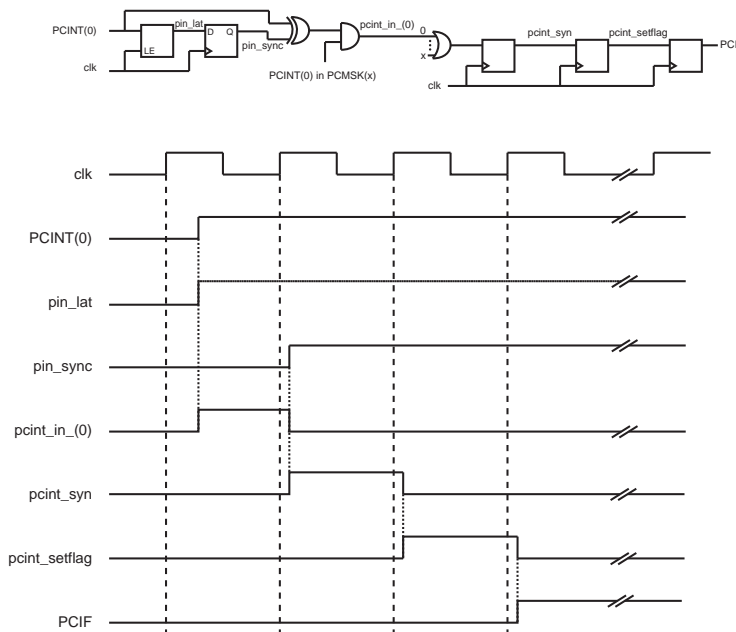 PCINT(0)
pin_lat
D Q
LE
pin_sync
clk
PCINT(0) in PCMSK(x)
pcint_in_(0)
0
x
pcint_syn
pcint_setflag
PCI
clk
clk
PCINT(0)
pin_lat
pin_sync
pcint_in_(0)
pcint_syn
pcint_setflag
PCIF